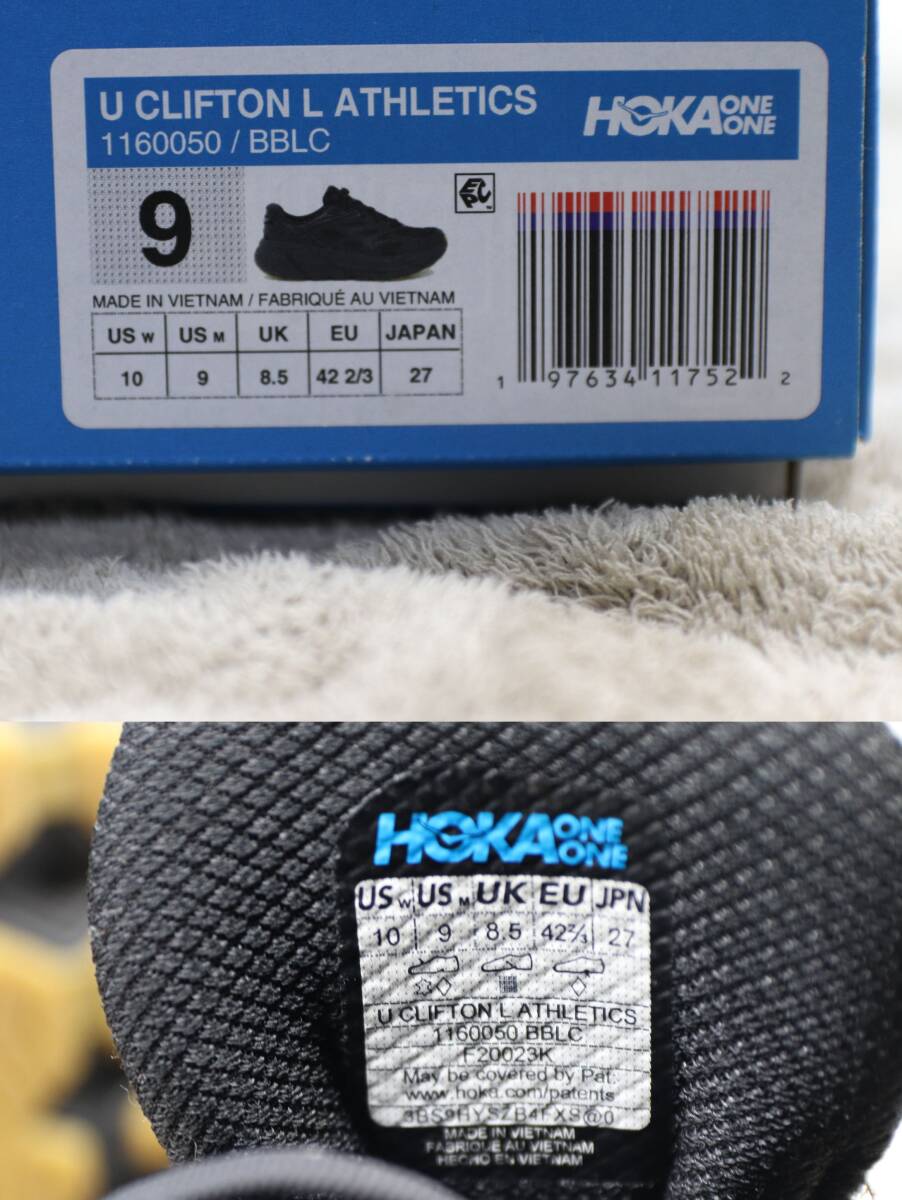 U CLIFTON L ATHLETICS
1160050 / BBLC
HOKA ONE ONE
9
MADE IN VIETNAM / FABRIQUÉ AU VIETNAM
US W US M UK EU JAPAN
10 9 8.5 42 2/3 27
1 97634 11752 2
HOKA ONE ONE
US W US M UK EU JPN
10 9 8.5 42⅔ 27
U CLIFTON L ATHLETICS
1160050 BBLC
F20023K
May be covered by Pat:
www.hoka.com/patents
MADE IN VIETNAM
FABRIQUÉ AU VIETNAM
HECHO EN VIETNAM